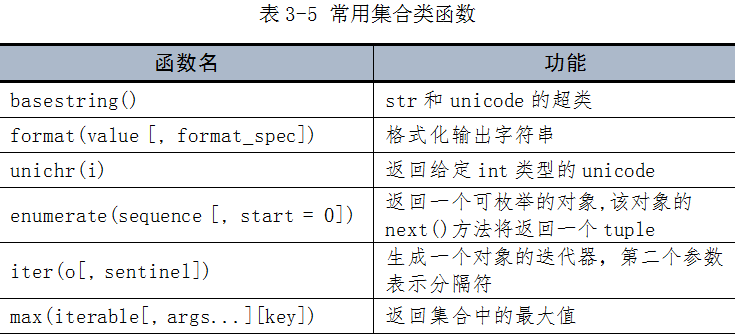 表 3-5 常用集合类函数
函数名 功能
basestring() str 和 unicode 的超类
format(value [, format_spec]) 格式化输出字符串
unichr(i) 返回给定 int 类型的 unicode
enumerate(sequence [, start = 0]) 返回一个可枚举的对象,该对象的
next()方法将返回一个 tuple
iter(o[, sentinel]) 生成一个对象的迭代器，第二个参数
表示分隔符
max(iterable[, args...][key]) 返回集合中的最大值